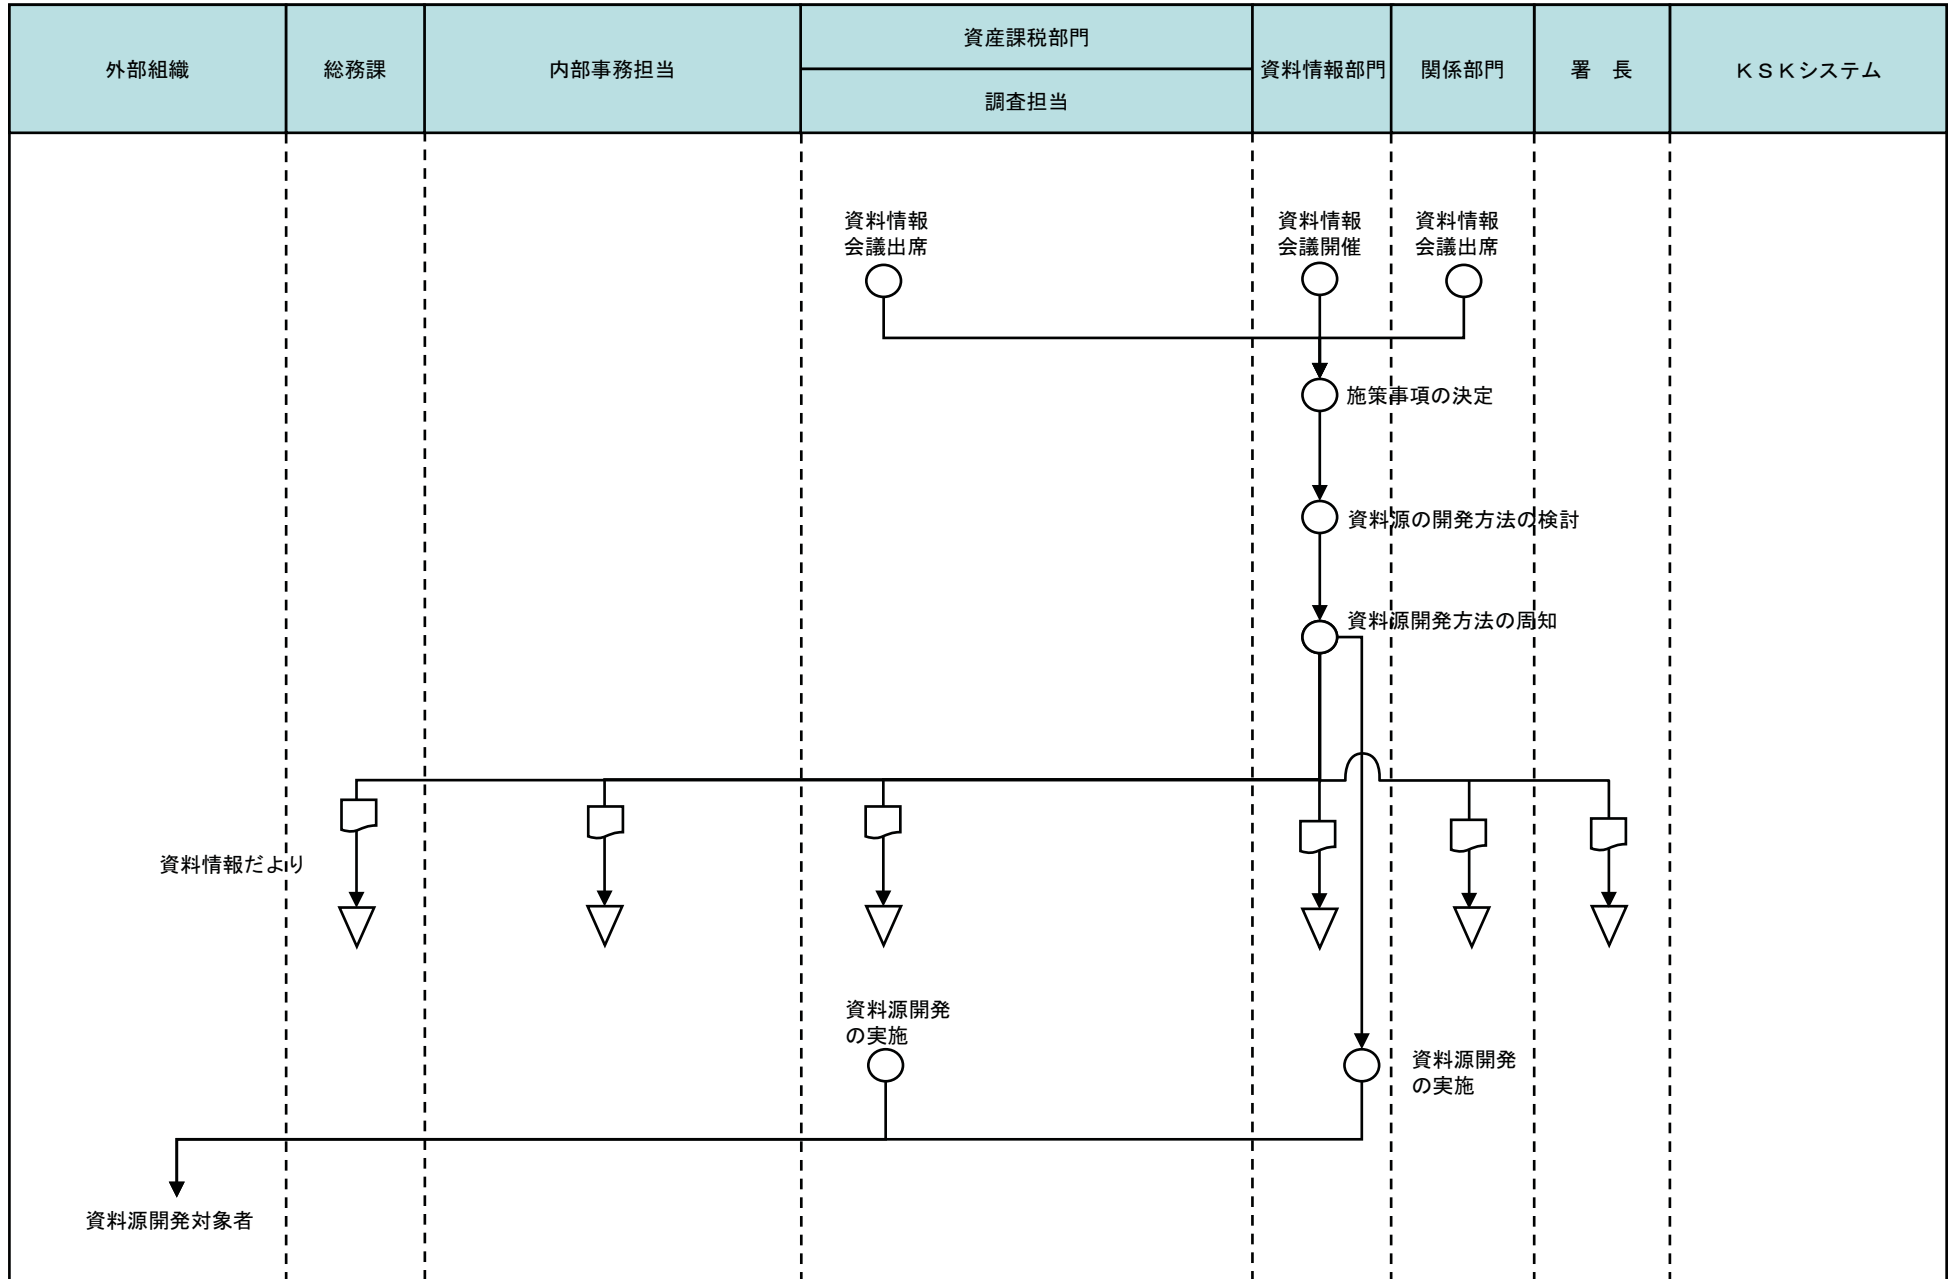 外部組織
総務課
内部事務担当
資産課税部門
調査担当
資料情報部門
関係部門
署　長
ＫＳＫシステム
資料情報
会議出席
資料情報
会議開催
資料情報
会議出席
施策事項の決定
資料源の開発方法の検討
資料源開発方法の周知
資料情報だより
資料源開発
の実施
資料源開発
の実施
資料源開発対象者